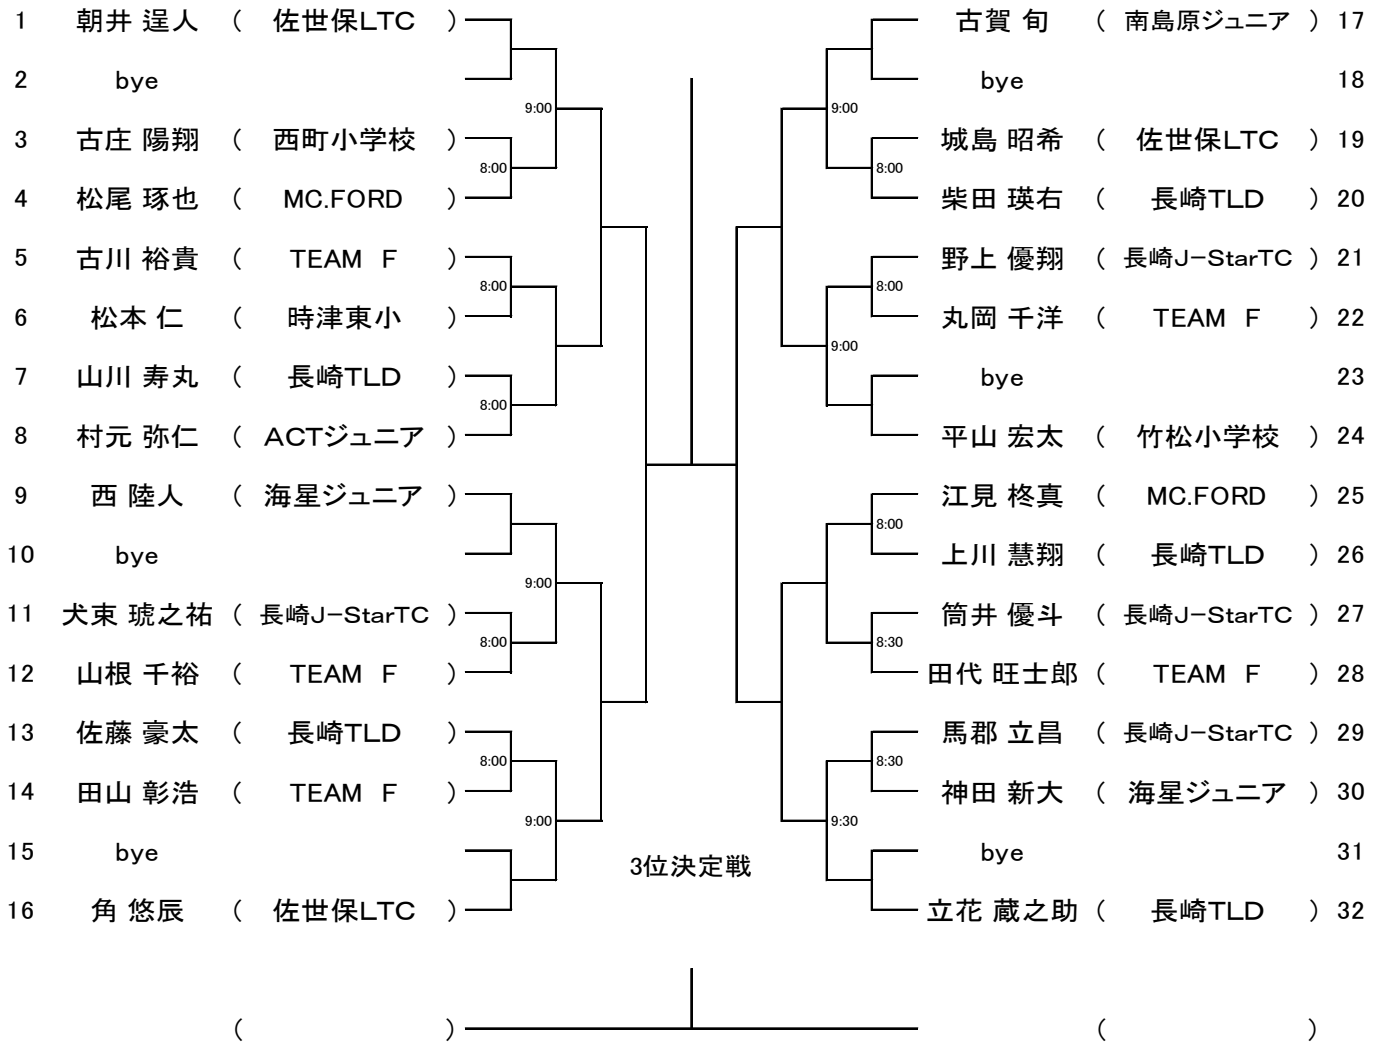 1 朝井 逞人 ( 佐世保LTC ) 古賀 旬 ( 南島原ジュニア ) 17
2 bye bye 18
9:00 9:00
3 古庄 陽翔 ( 西町小学校 ) 城島 昭希 ( 佐世保LTC ) 19
8:00 8:00
4 松尾 琢也 ( MC.FORD ) 柴田 瑛右 ( 長崎TLD ) 20
5 古川 裕貴 ( TEAM F ) 野上 優翔 ( 長崎J-StarTC ) 21
8:00 8:00
6 松本 仁 ( 時津東小 ) 丸岡 千洋 ( TEAM F ) 22
9:00
7 山川 寿丸 ( 長崎TLD ) bye 23
8:00
8 村元 弥仁 ( ACTジュニア ) 平山 宏太 ( 竹松小学校 ) 24
9 西 陸人 ( 海星ジュニア ) 江見 柊真 ( MC.FORD ) 25
8:00
10 bye 上川 慧翔 ( 長崎TLD ) 26
9:00
11 犬束 琥之祐 ( 長崎J-StarTC ) 筒井 優斗 ( 長崎J-StarTC ) 27
8:00 8:30
12 山根 千裕 ( TEAM F ) 田代 旺士郎 ( TEAM F ) 28
13 佐藤 豪太 ( 長崎TLD ) 馬郡 立昌 ( 長崎J-StarTC ) 29
8:00 8:30
14 田山 彰浩 ( TEAM F ) 神田 新大 ( 海星ジュニア ) 30
9:00 9:30
15 bye bye 31
3位決定戦
16 角 悠辰 ( 佐世保LTC ) 立花 蔵之助 ( 長崎TLD ) 32
( ) ( )